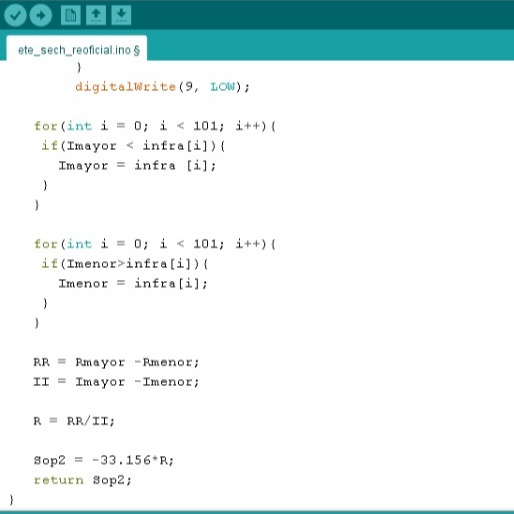 ete_sech_reoficial.ino §
}
digitalWrite(9, LOW);
for(int i = 0; i < 101; i++){
if(Imayor < infra[i]){
Imayor = infra [i];
}
}
for(int i = 0; i < 101; i++){
if(Imenor>infra[i]){
Imenor = infra[i];
}
}
RR = Rmayor -Rmenor;
II = Imayor -Imenor;
R = RR/II;
Sop2 = -33.156*R;
return Sop2;
}